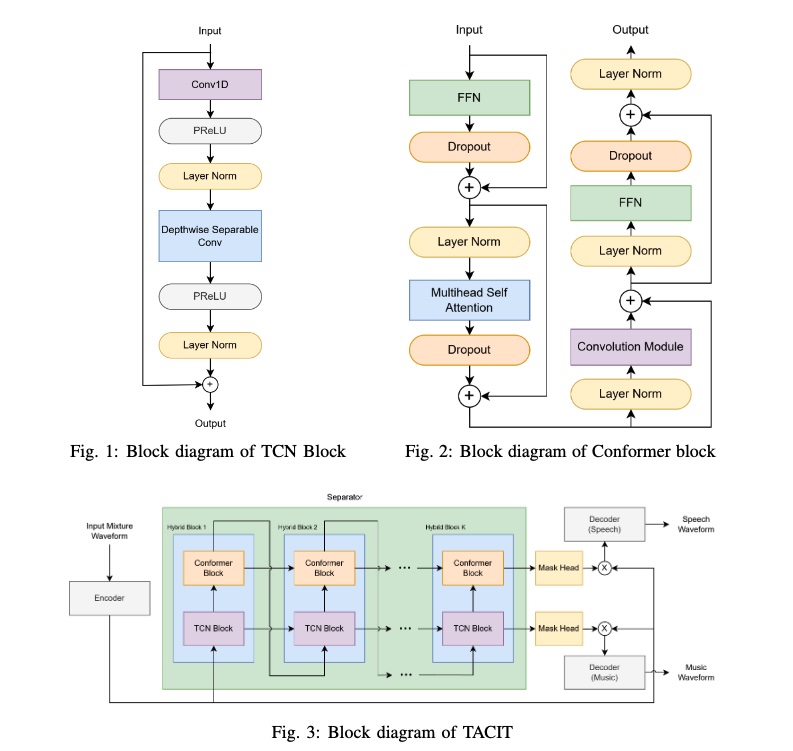 Input
Conv1D
PReLU
Layer Norm
Depthwise Separable
Conv
PReLU
Layer Norm
+
Output
Fig. 1: Block diagram of TCN Block
Input
FFN
Dropout
+
Layer Norm
Multihead Self
Attention
Dropout
+
Output
Layer Norm
+
Dropout
FFN
Layer Norm
+
Convolution Module
Layer Norm
Fig. 2: Block diagram of Conformer block
Separator
Input Mixture
Waveform
Encoder
Hybrid Block 1
Conformer
Block
TCN Block
Hybrid Block 2
Conformer
Block
TCN Block
...
...
...
Hybrid Block K
Conformer
Block
TCN Block
Mask Head
X
Decoder
(Speech)
Speech
Waveform
Mask Head
X
Decoder
(Music)
Music
Waveform
Fig. 3: Block diagram of TACIT